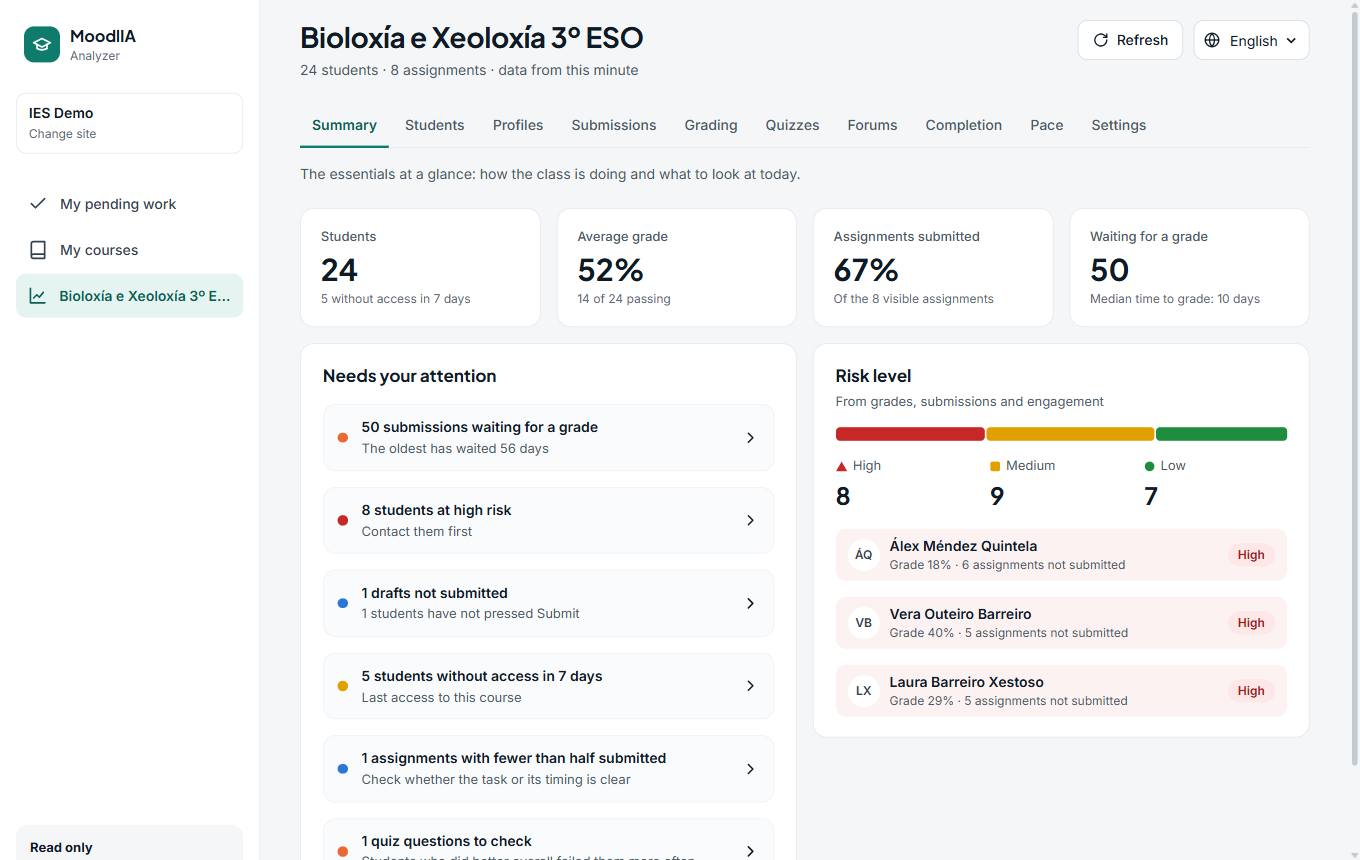 MoodlIA
Analyzer
IES Demo
Change site
My pending work
My courses
Bioloxía e Xeoloxía 3º E...
Read only
Bioloxía e Xeoloxía 3º ESO
24 students · 8 assignments · data from this minute
Refresh
English
Summary Students Profiles Submissions Grading Quizzes Forums Completion Pace Settings
The essentials at a glance: how the class is doing and what to look at today.
Students
24
5 without access in 7 days
Average grade
52%
14 of 24 passing
Assignments submitted
67%
Of the 8 visible assignments
Waiting for a grade
50
Median time to grade: 10 days
Needs your attention
50 submissions waiting for a grade
The oldest has waited 56 days
8 students at high risk
Contact them first
1 drafts not submitted
1 students have not pressed Submit
5 students without access in 7 days
Last access to this course
1 assignments with fewer than half submitted
Check whether the task or its timing is clear
1 quiz questions to check
Students who did better overall failed them more often
Risk level
From grades, submissions and engagement
High Medium Low
8 9 7
ÁQ
Álex Méndez Quintela
Grade 18% · 6 assignments not submitted
High
VB
Vera Outeiro Barreiro
Grade 40% · 5 assignments not submitted
High
LX
Laura Barreiro Xestoso
Grade 29% · 5 assignments not submitted
High